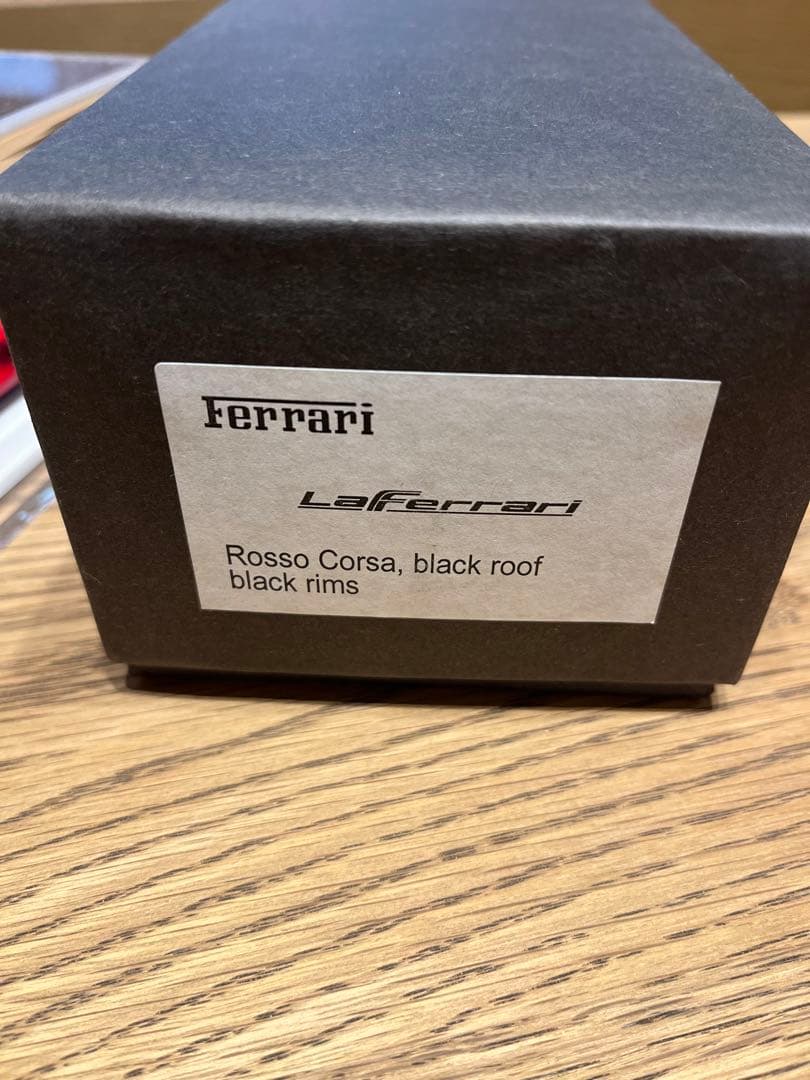 Ferrari
LaFerrari
Rosso Corsa, black roof
black rims